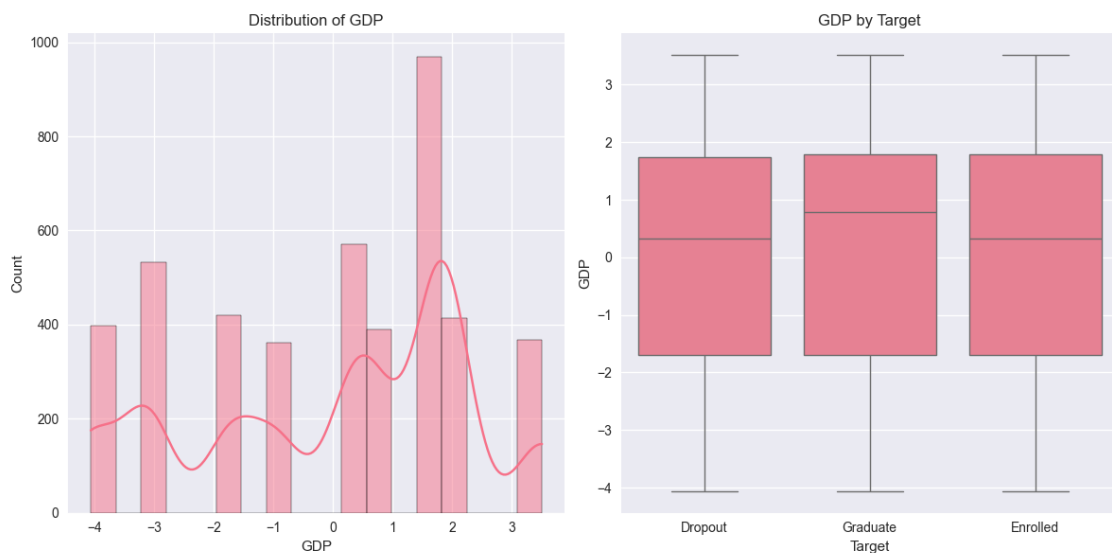 Distribution of GDP
1000
800
600
400
200
0
Count
−4 −3 −2 −1 0 1 2 3
GDP
GDP by Target
3
2
1
0
−1
−2
−3
−4
GDP
Dropout Graduate Enrolled
Target